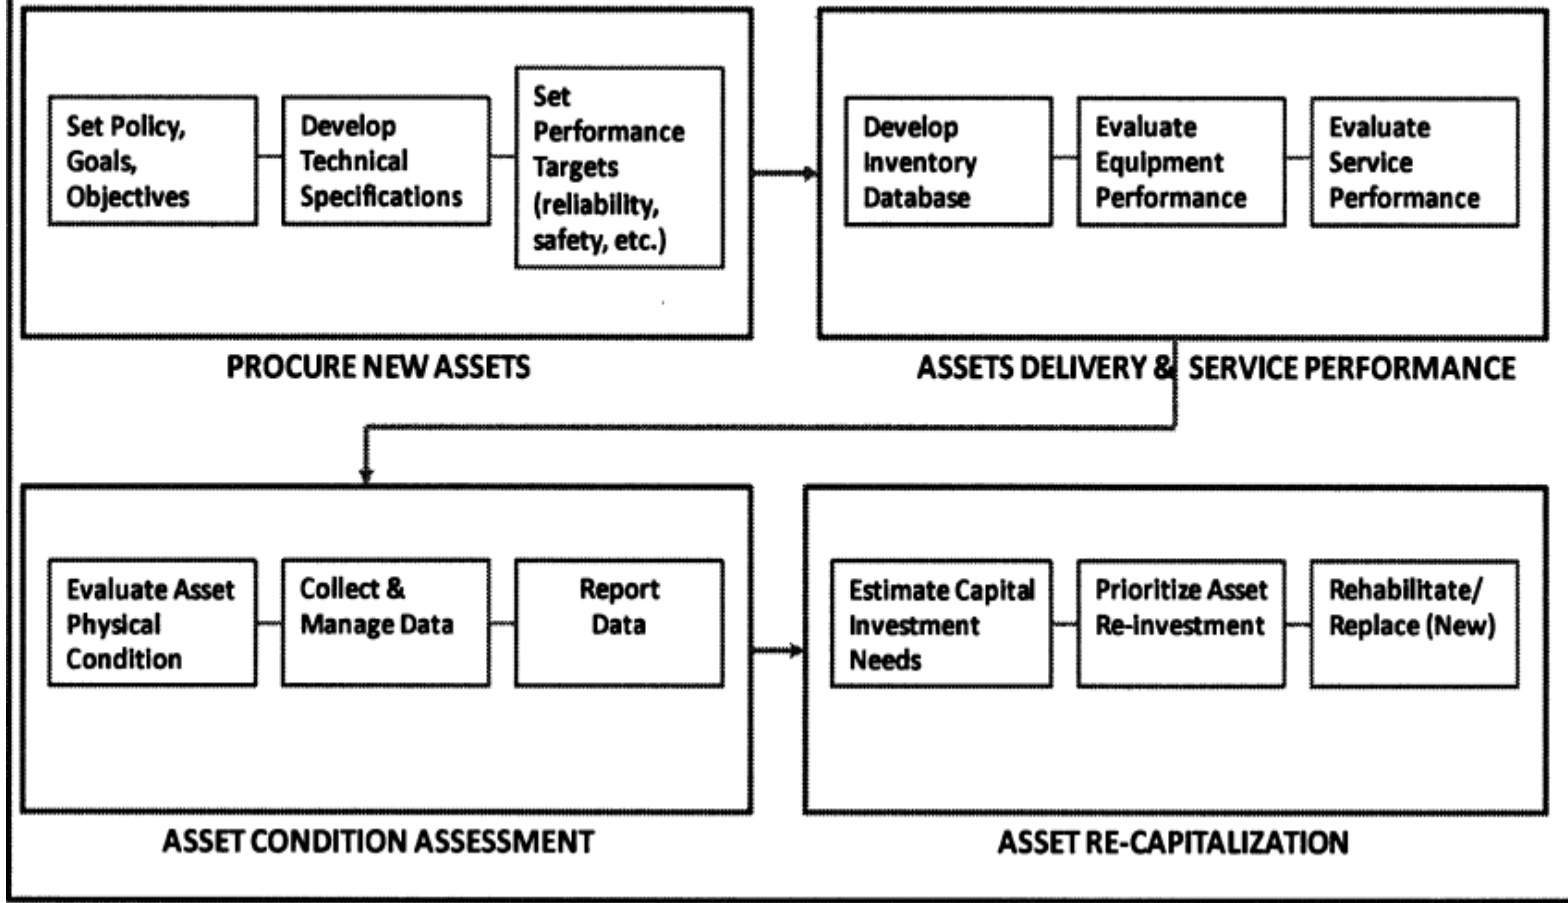 Set Policy,
Goals,
Objectives
Develop
Technical
Specifications
Set
Performance
Targets
(reliability,
safety, etc.)
PROCURE NEW ASSETS
Develop
Inventory
Database
Evaluate
Equipment
Performance
Evaluate
Service
Performance
ASSETS DELIVERY & SERVICE PERFORMANCE
Evaluate Asset
Physical
Condition
Collect &
Manage Data
Report
Data
ASSET CONDITION ASSESSMENT
Estimate Capital
Investment
Needs
Prioritize Asset
Re-investment
Rehabilitate/
Replace (New)
ASSET RE-CAPITALIZATION